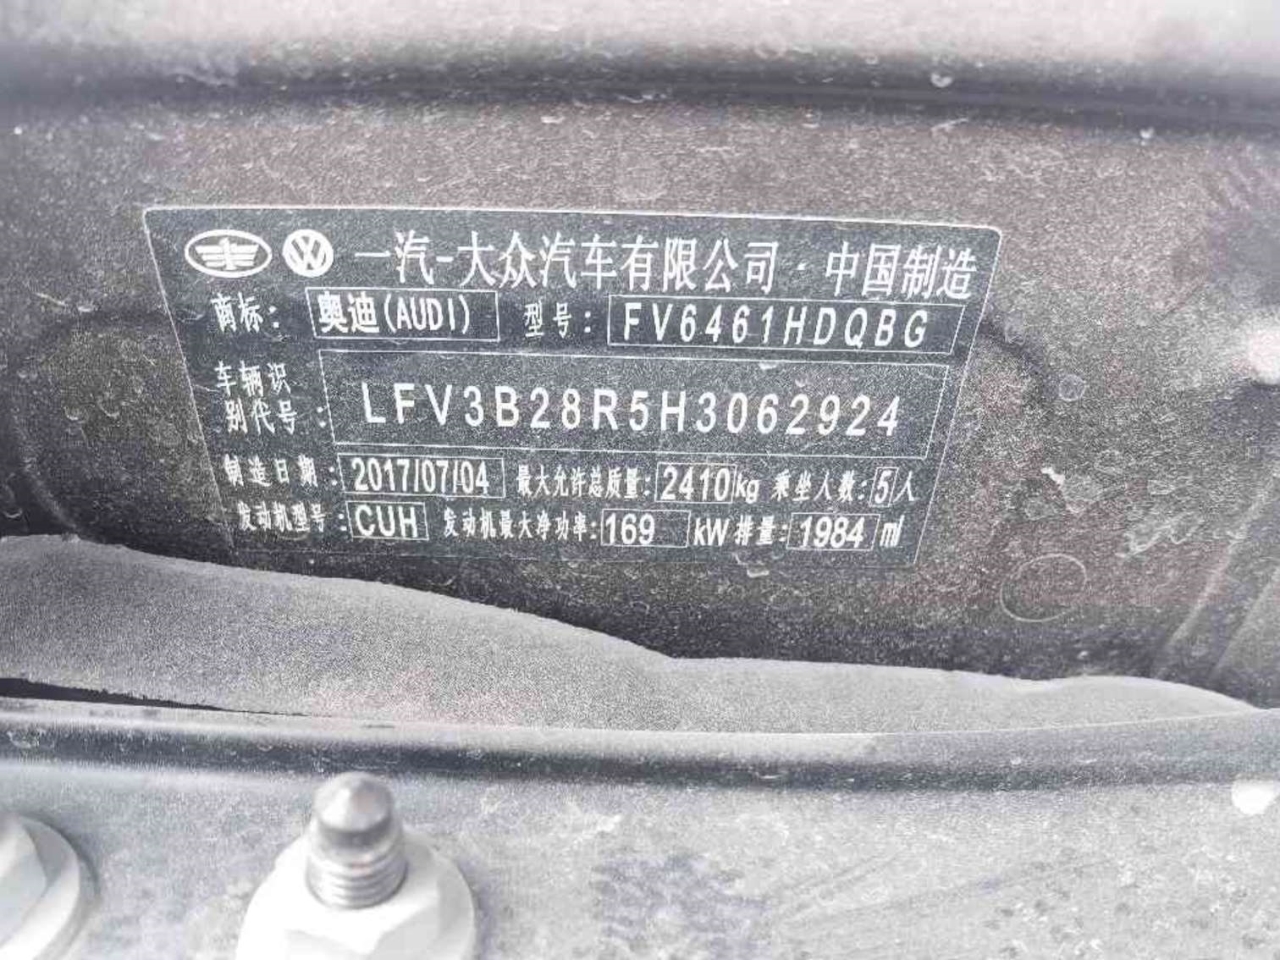 一汽-大众汽车有限公司·中国制造
商标: 奥迪(AUDI) 型号: FV6461HDQBG
车辆识
别代号: LFV3B28R5H3062924
制造日期: 2017/07/04 最大允许总质量: 2410kg 乘坐人数: 5人
发动机型号: CUH 发动机最大净功率: 169 kW 排量: 1984 ml